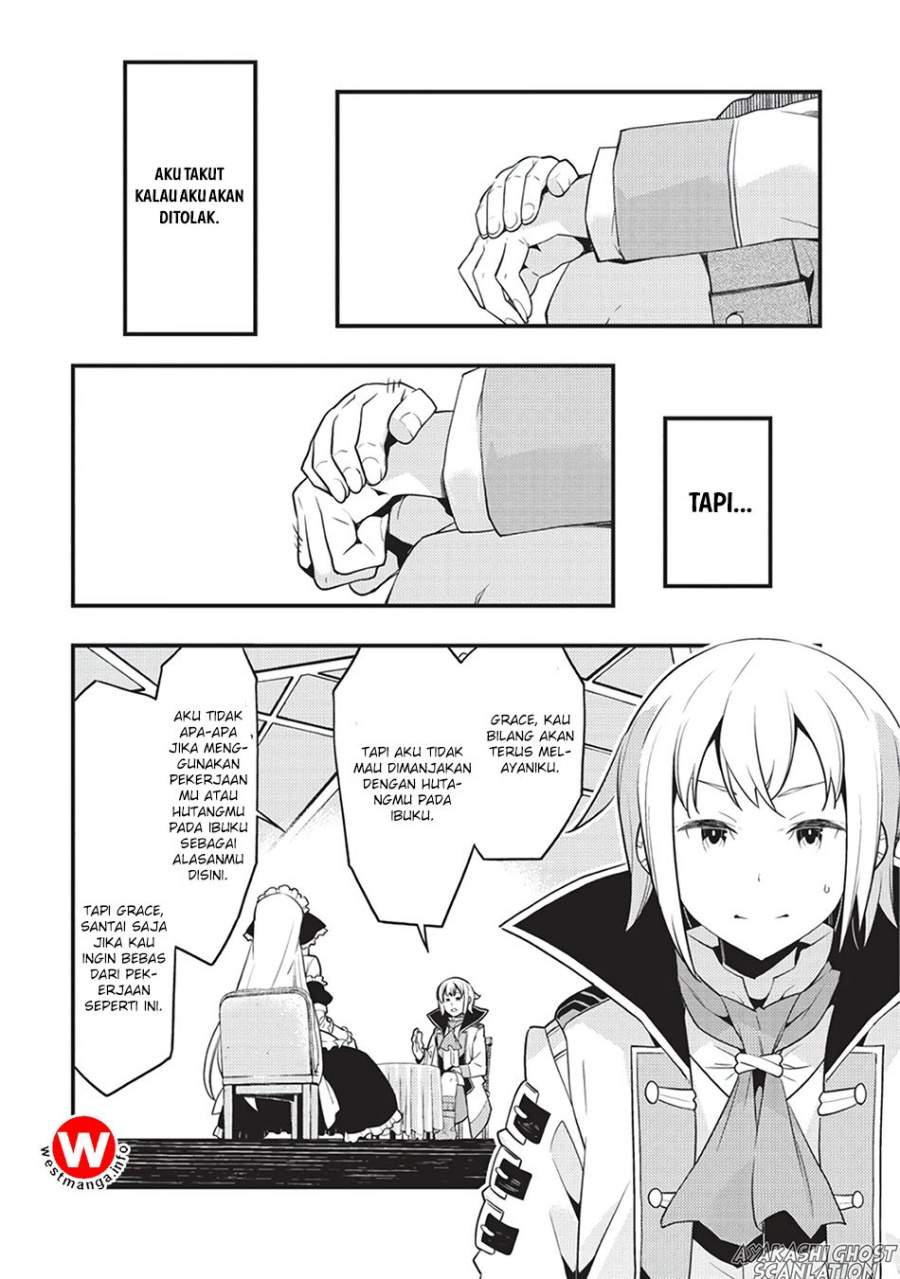 AKU TAKUT
KALAU AKU AKAN
DITOLAK.
TAPI...
GRACE, KAU
BILANG AKAN
TERUS MEL-
AYANIKU.
TAPI AKU TIDAK
MAU DIMANJAKAN
DENGAN HUTANG-
MU PADA
IBUKU.
AKU TIDAK
APA-APA
JIKA MENG-
GUNAKAN
PEKERJAAN
MU ATAU
HUTANGMU
PADA IBUKU
SEBAGAI
ALASANMU
DISINI.
TAPI GRACE,
SANTAI SAJA
JIKA KAU
INGIN BEBAS
DARI PEK-
ERJAAN
SEPERTI INI.
W
westmanga.info
AYAKASHI GHOST
SCANLATION